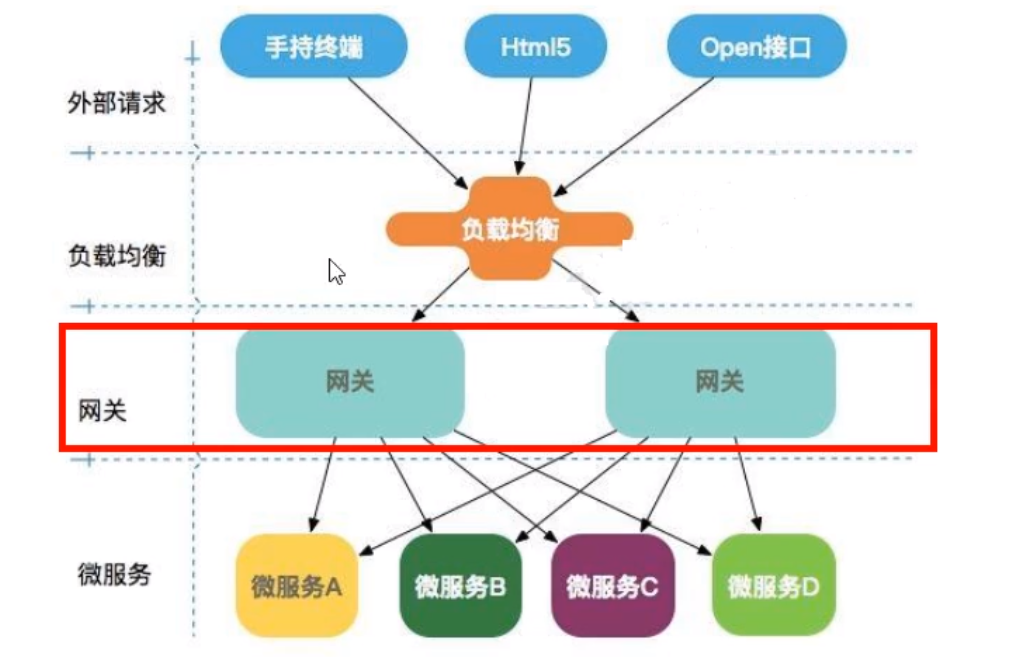 手持终端
Html5
Open接口
外部请求
负载均衡
负载均衡
网关
网关
网关
微服务
微服务A
微服务B
微服务C
微服务D